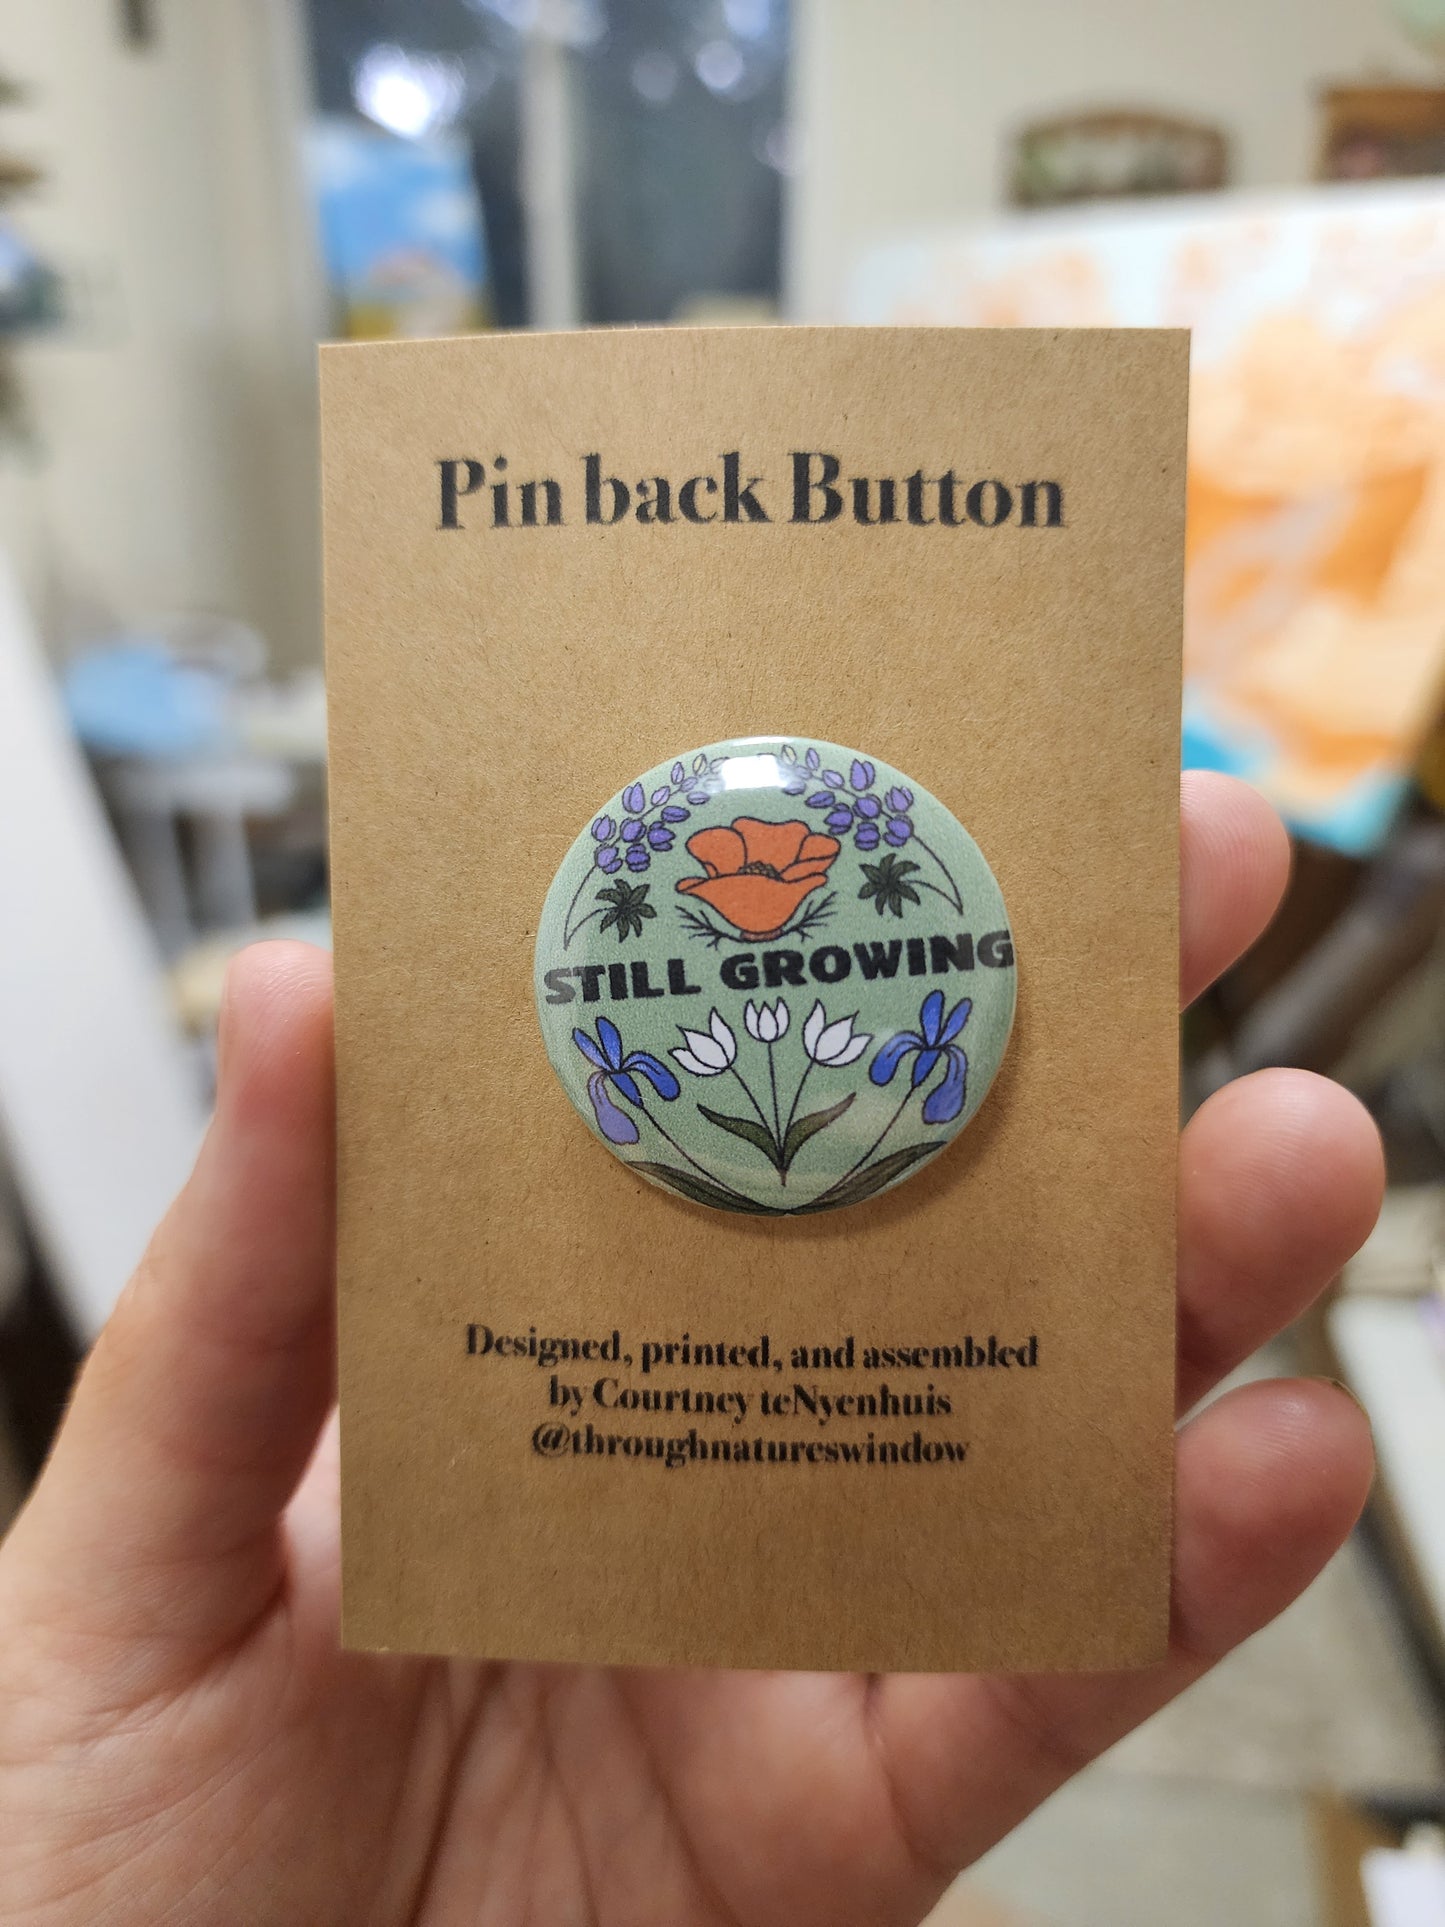 Pin back Button
STILL GROWING
Designed, printed, and assembled
by Courtney teNyenhuis
@throughnatureswindow